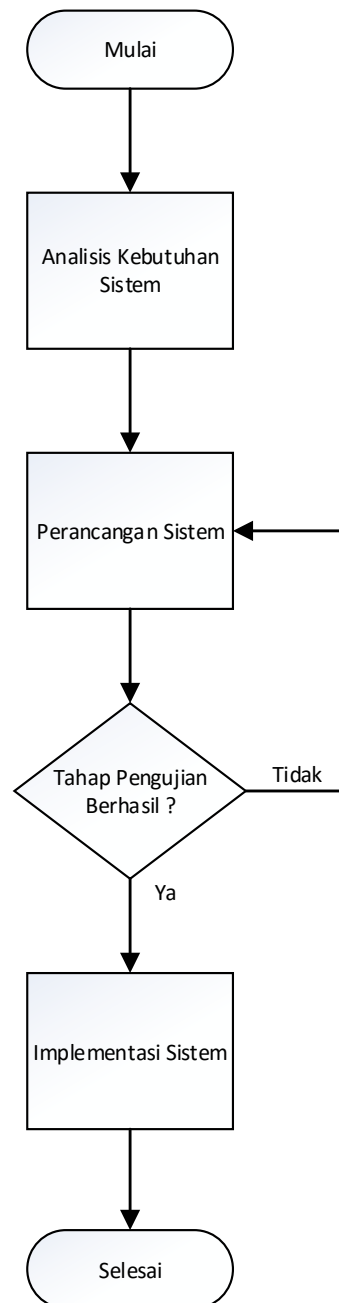 Mulai
Analisis Kebutuhan
Sistem
Perancangan Sistem
Tahap Pengujian
Berhasil ?
Tidak
Ya
Implementasi Sistem
Selesai